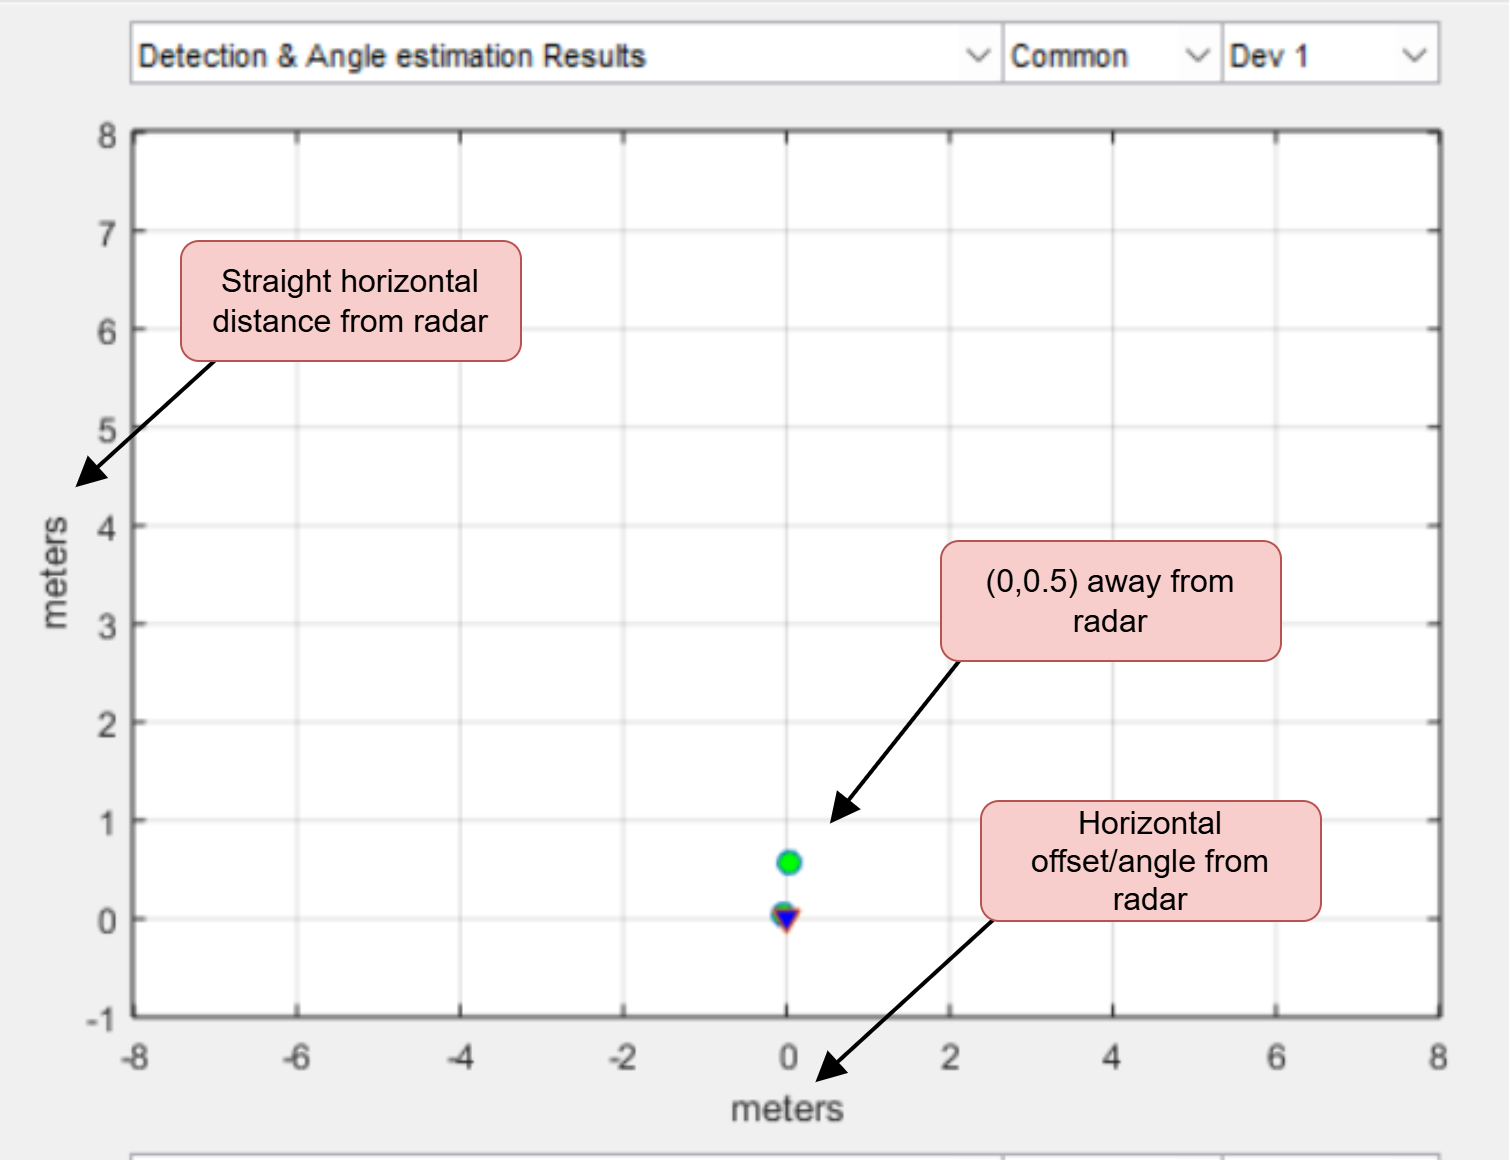 Detection & Angle estimation Results
Common
Dev 1
8
7
Straight horizontal
distance from radar
6
5
4
meters
(0,0.5) away from
radar
3
2
1
Horizontal
offset/angle from
radar
0
-1
-8 -6 -4 -2 0 2 4 6 8
meters